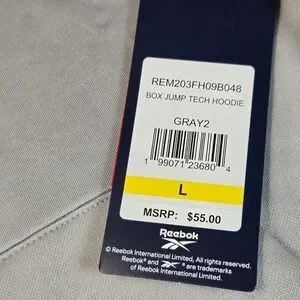 REM203FH09B048
BOX JUMP TECH HOODIE
GRAY2
1 99071 23680 4
L
MSRP: $55.00
Reebok
© Reebok International Limited, All rights reserved.
Reebok® and ® are trademarks
of Reebok International Limited.